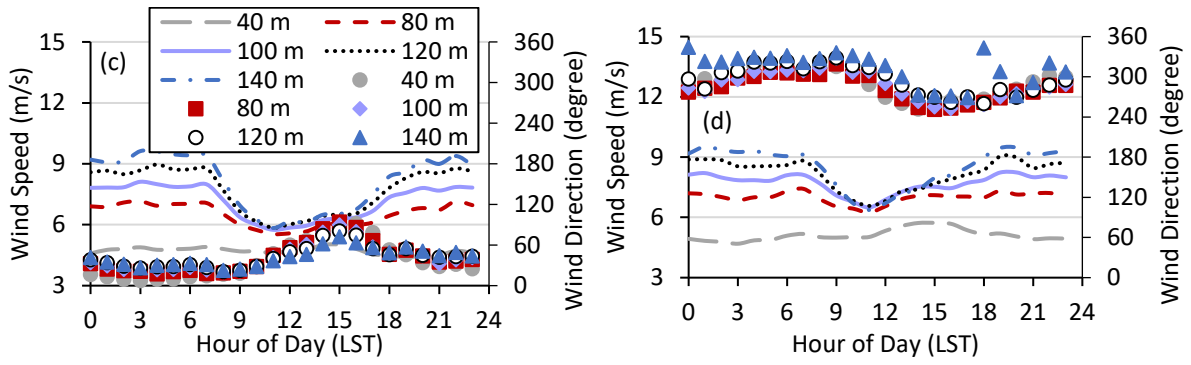 (c)
40 m
80 m
100 m
120 m
140 m
40 m
80 m
100 m
120 m
140 m
Wind Speed (m/s)
15
12
9
6
3
360
300
240
180
120
60
0
Wind Direction (degree)
0 3 6 9 12 15 18 21 24
Hour of Day (LST)
(d)
Wind Speed (m/s)
15
12
9
6
3
360
300
240
180
120
60
0
Wind Direction (degree)
0 3 6 9 12 15 18 21 24
Hour of Day (LST)